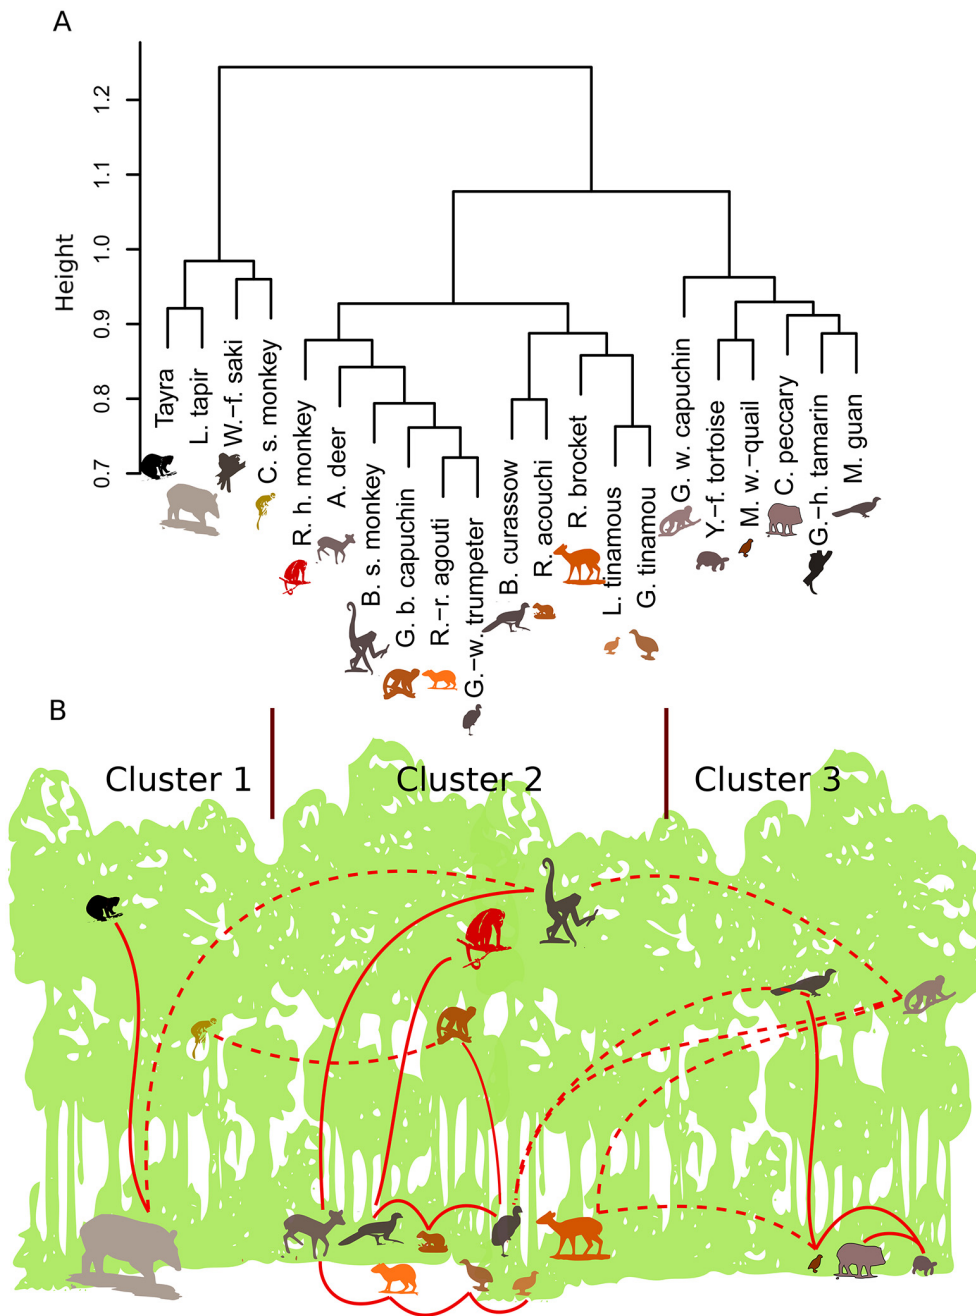 A
Height
1.2
1.1
1.0
0.9
0.8
0.7
Tayra
L. tapir
W.-f. saki
C. s. monkey
R. h. monkey
A. deer
B. s. monkey
G. b. capuchin
R.-r. agouti
G.-w. trumpeter
B. curassow
R. acouchi
R. brocket
L. tinamous
G. tinamou
G. w. capuchin
Y.-f. tortoise
M. w.-quail
C. peccary
G.-h. tamarin
M. guan
B
Cluster 1
Cluster 2
Cluster 3